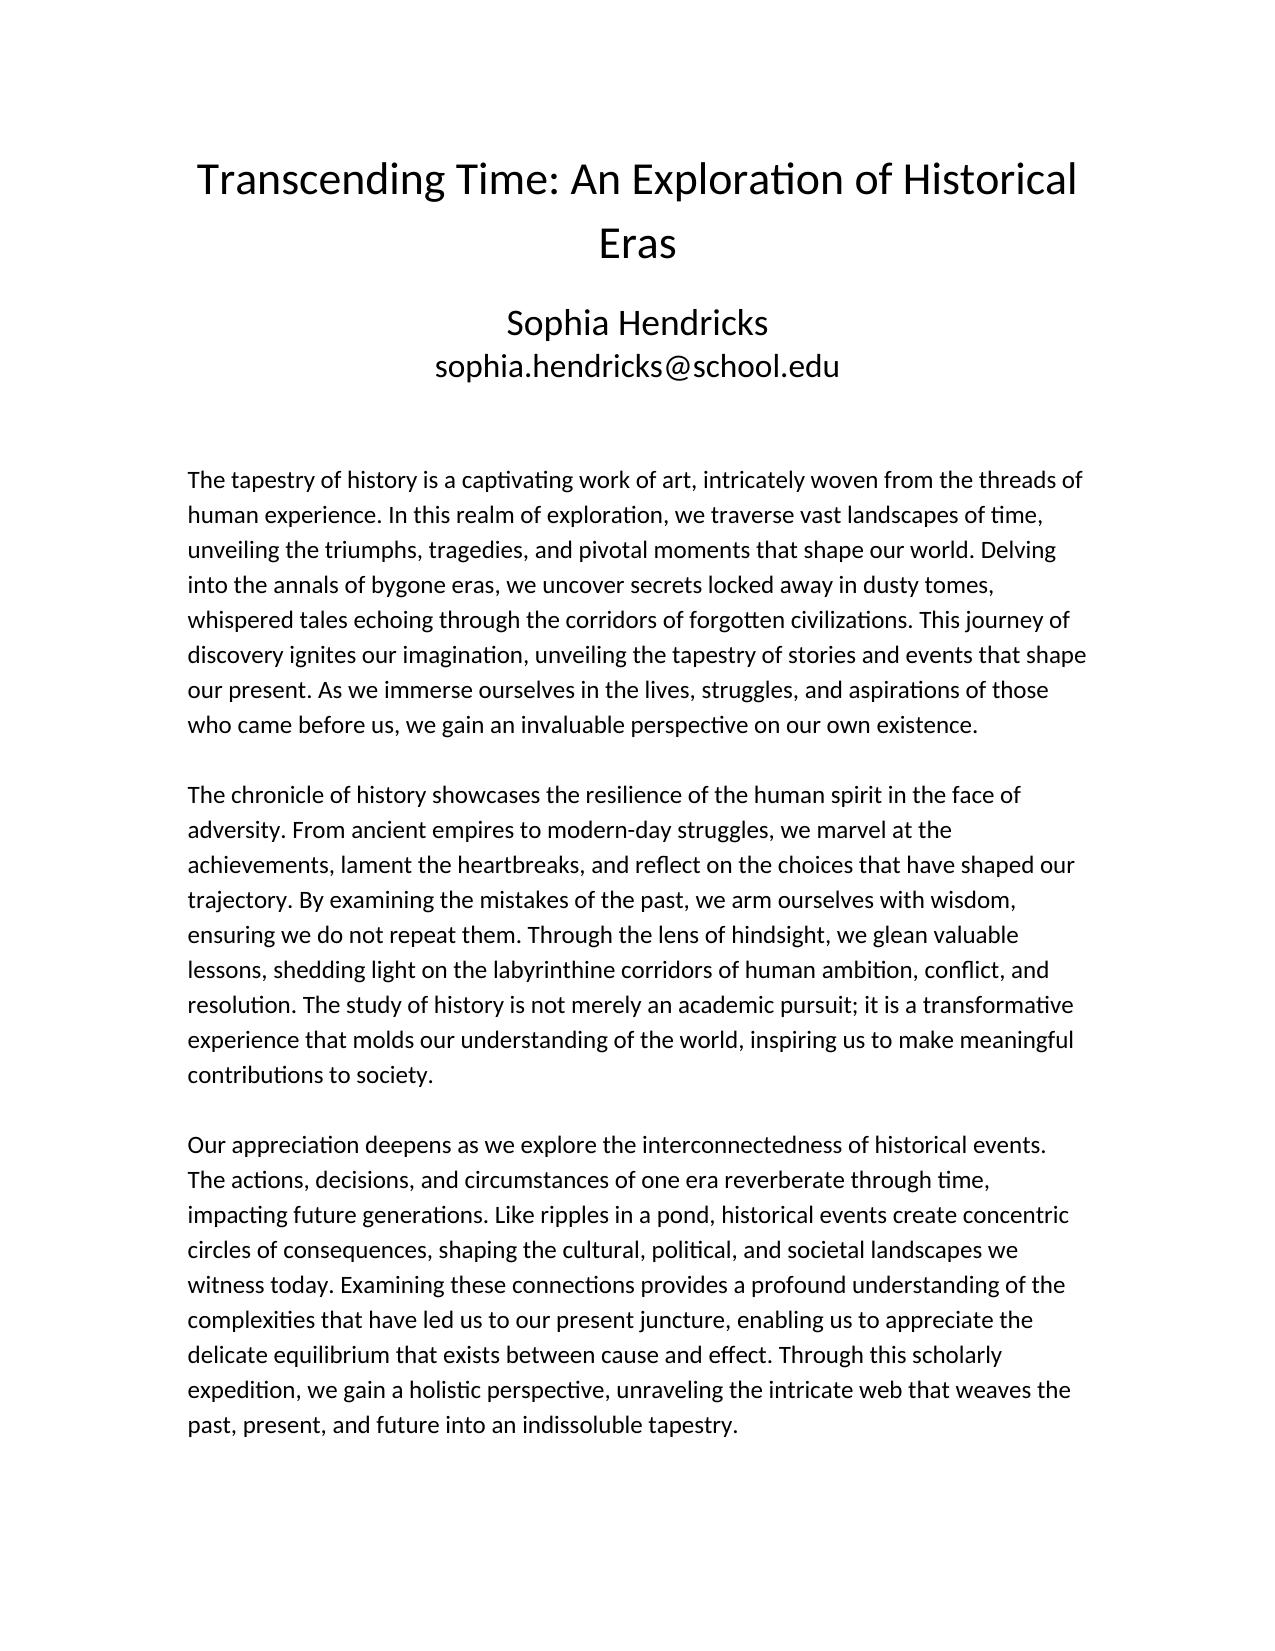 Transcending Time: An Exploration of Historical
Eras
Sophia Hendricks
sophia.hendricks@school.edu
The tapestry of history is a captivating work of art, intricately woven from the threads of
human experience. In this realm of exploration, we traverse vast landscapes of time,
unveiling the triumphs, tragedies, and pivotal moments that shape our world. Delving
into the annals of bygone eras, we uncover secrets locked away in dusty tomes,
whispered tales echoing through the corridors of forgotten civilizations. This journey of
discovery ignites our imagination, unveiling the tapestry of stories and events that shape
our present. As we immerse ourselves in the lives, struggles, and aspirations of those
who came before us, we gain an invaluable perspective on our own existence.
The chronicle of history showcases the resilience of the human spirit in the face of
adversity. From ancient empires to modern-day struggles, we marvel at the
achievements, lament the heartbreaks, and reflect on the choices that have shaped our
trajectory. By examining the mistakes of the past, we arm ourselves with wisdom,
ensuring we do not repeat them. Through the lens of hindsight, we glean valuable
lessons, shedding light on the labyrinthine corridors of human ambition, conflict, and
resolution. The study of history is not merely an academic pursuit; it is a transformative
experience that molds our understanding of the world, inspiring us to make meaningful
contributions to society.
Our appreciation deepens as we explore the interconnectedness of historical events.
The actions, decisions, and circumstances of one era reverberate through time,
impacting future generations. Like ripples in a pond, historical events create concentric
circles of consequences, shaping the cultural, political, and societal landscapes we
witness today. Examining these connections provides a profound understanding of the
complexities that have led us to our present juncture, enabling us to appreciate the
delicate equilibrium that exists between cause and effect. Through this scholarly
expedition, we gain a holistic perspective, unraveling the intricate web that weaves the
past, present, and future into an indissoluble tapestry.